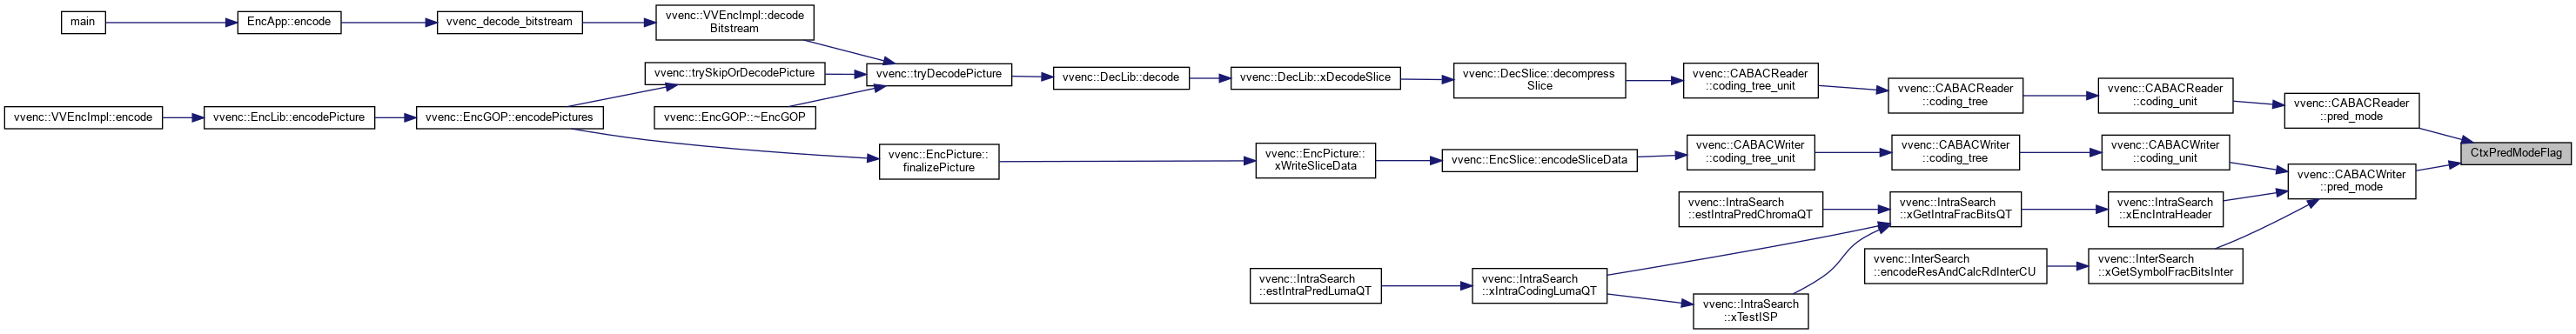 main
EncApp::encode
vvenc_decode_bitstream
vvenc::VVEncImpl::decode
Bitstream
vvenc::trySkipOrDecodePicture
vvenc::tryDecodePicture
vvenc::DecLib::decode
vvenc::DecLib::xDecodeSlice
vvenc::DecSlice::decompress
Slice
vvenc::CABACReader
::coding_tree_unit
vvenc::CABACReader
::coding_tree
vvenc::CABACReader
::coding_unit
vvenc::CABACReader
::pred_mode
vvenc::VVEncImpl::encode
vvenc::EncLib::encodePicture
vvenc::EncGOP::encodePictures
vvenc::EncGOP::~EncGOP
vvenc::EncPicture::
finalizePicture
vvenc::EncPicture::
xWriteSliceData
vvenc::EncSlice::encodeSliceData
vvenc::CABACWriter
::coding_tree_unit
vvenc::CABACWriter
::coding_tree
vvenc::CABACWriter
::coding_unit
CtxPredModeFlag
vvenc::CABACWriter
::pred_mode
vvenc::IntraSearch
::estIntraPredChromaQT
vvenc::IntraSearch
::xGetIntraFracBitsQT
vvenc::IntraSearch
::xEncIntraHeader
vvenc::InterSearch
::encodeResAndCalcRdInterCU
vvenc::InterSearch
::xGetSymbolFracBitsInter
vvenc::IntraSearch
::estIntraPredLumaQT
vvenc::IntraSearch
::xIntraCodingLumaQT
vvenc::IntraSearch
::xTestISP